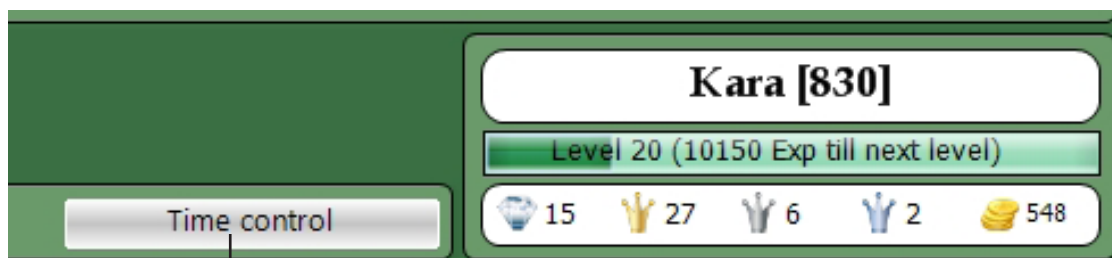 Kara [830]
Level 20 (10150 Exp till next level)
Time control
15 27 6 2 548